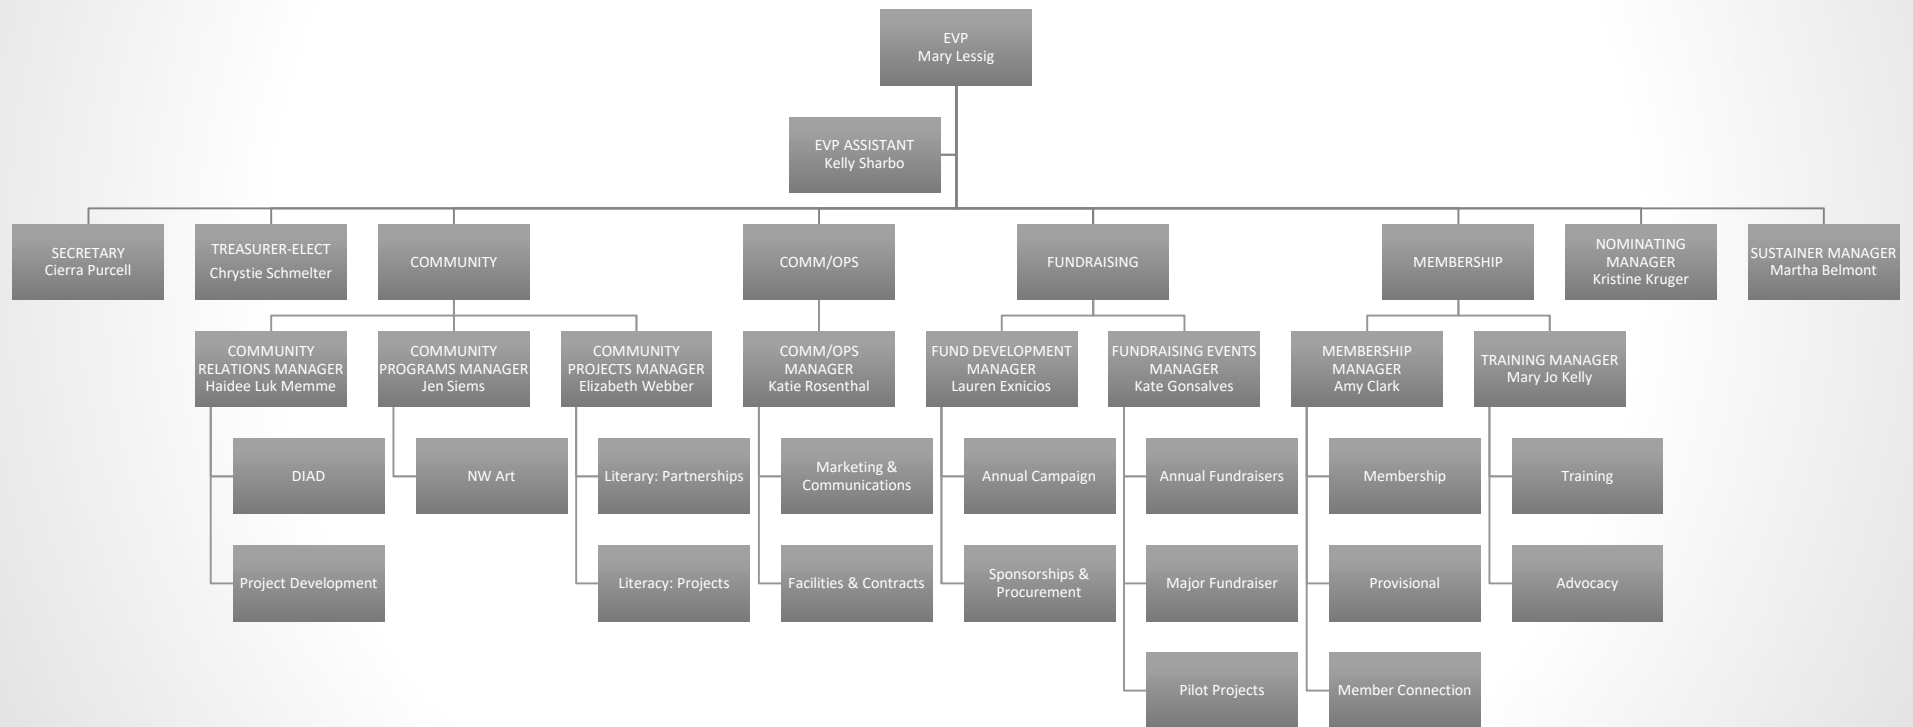 EVP
Mary Lessig
EVP ASSISTANT
Kelly Sharbo
SECRETARY
Cierra Purcell
TREASURER-ELECT
Chrystie Schmelter
COMMUNITY
COMM/OPS
FUNDRAISING
MEMBERSHIP
NOMINATING
MANAGER
Kristine Kruger
SUSTAINER MANAGER
Martha Belmont
COMMUNITY
RELATIONS MANAGER
Haidee Luk Memme
COMMUNITY
PROGRAMS MANAGER
Jen Siems
COMMUNITY
PROJECTS MANAGER
Elizabeth Webber
COMM/OPS
MANAGER
Katie Rosenthal
FUND DEVELOPMENT
MANAGER
Lauren Exnicios
FUNDRAISING EVENTS
MANAGER
Kate Gonsalves
MEMBERSHIP
MANAGER
Amy Clark
TRAINING MANAGER
Mary Jo Kelly
DIAD
NW Art
Literary: Partnerships
Marketing &
Communications
Annual Campaign
Annual Fundraisers
Membership
Training
Project Development
Literacy: Projects
Facilities & Contracts
Sponsorships &
Procurement
Major Fundraiser
Provisional
Advocacy
Pilot Projects
Member Connection